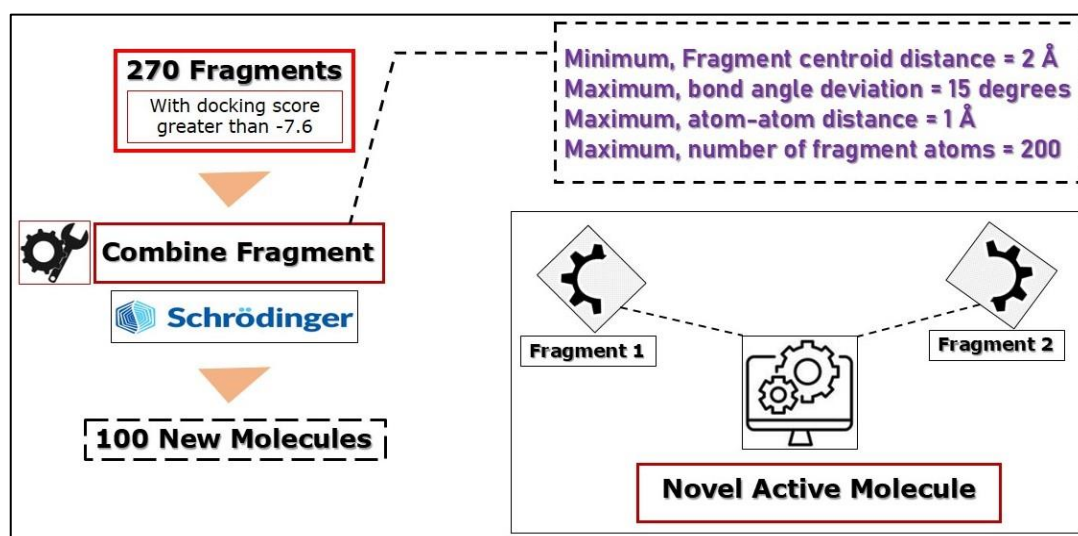 270 Fragments
With docking score
greater than -7.6
Minimum, Fragment centroid distance = 2 Å
Maximum, bond angle deviation = 15 degrees
Maximum, atom-atom distance = 1 Å
Maximum, number of fragment atoms = 200
Combine Fragment
Schrödinger
100 New Molecules
Fragment 1
Fragment 2
Novel Active Molecule